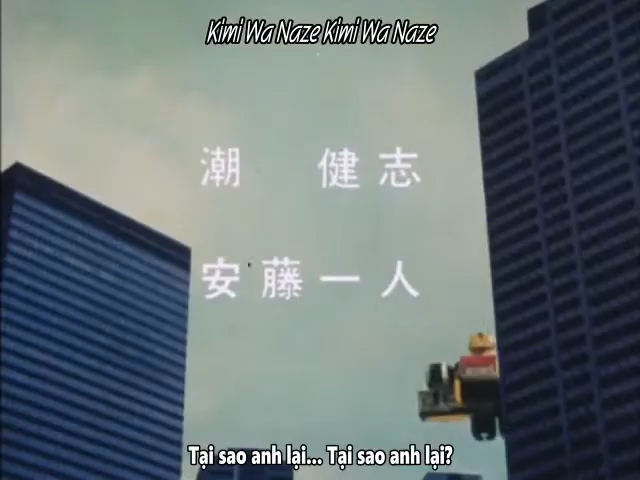 Kimi Wa Naze Kimi Wa Naze
潮 健志
安藤一人
Tại sao anh lại... Tại sao anh lại?